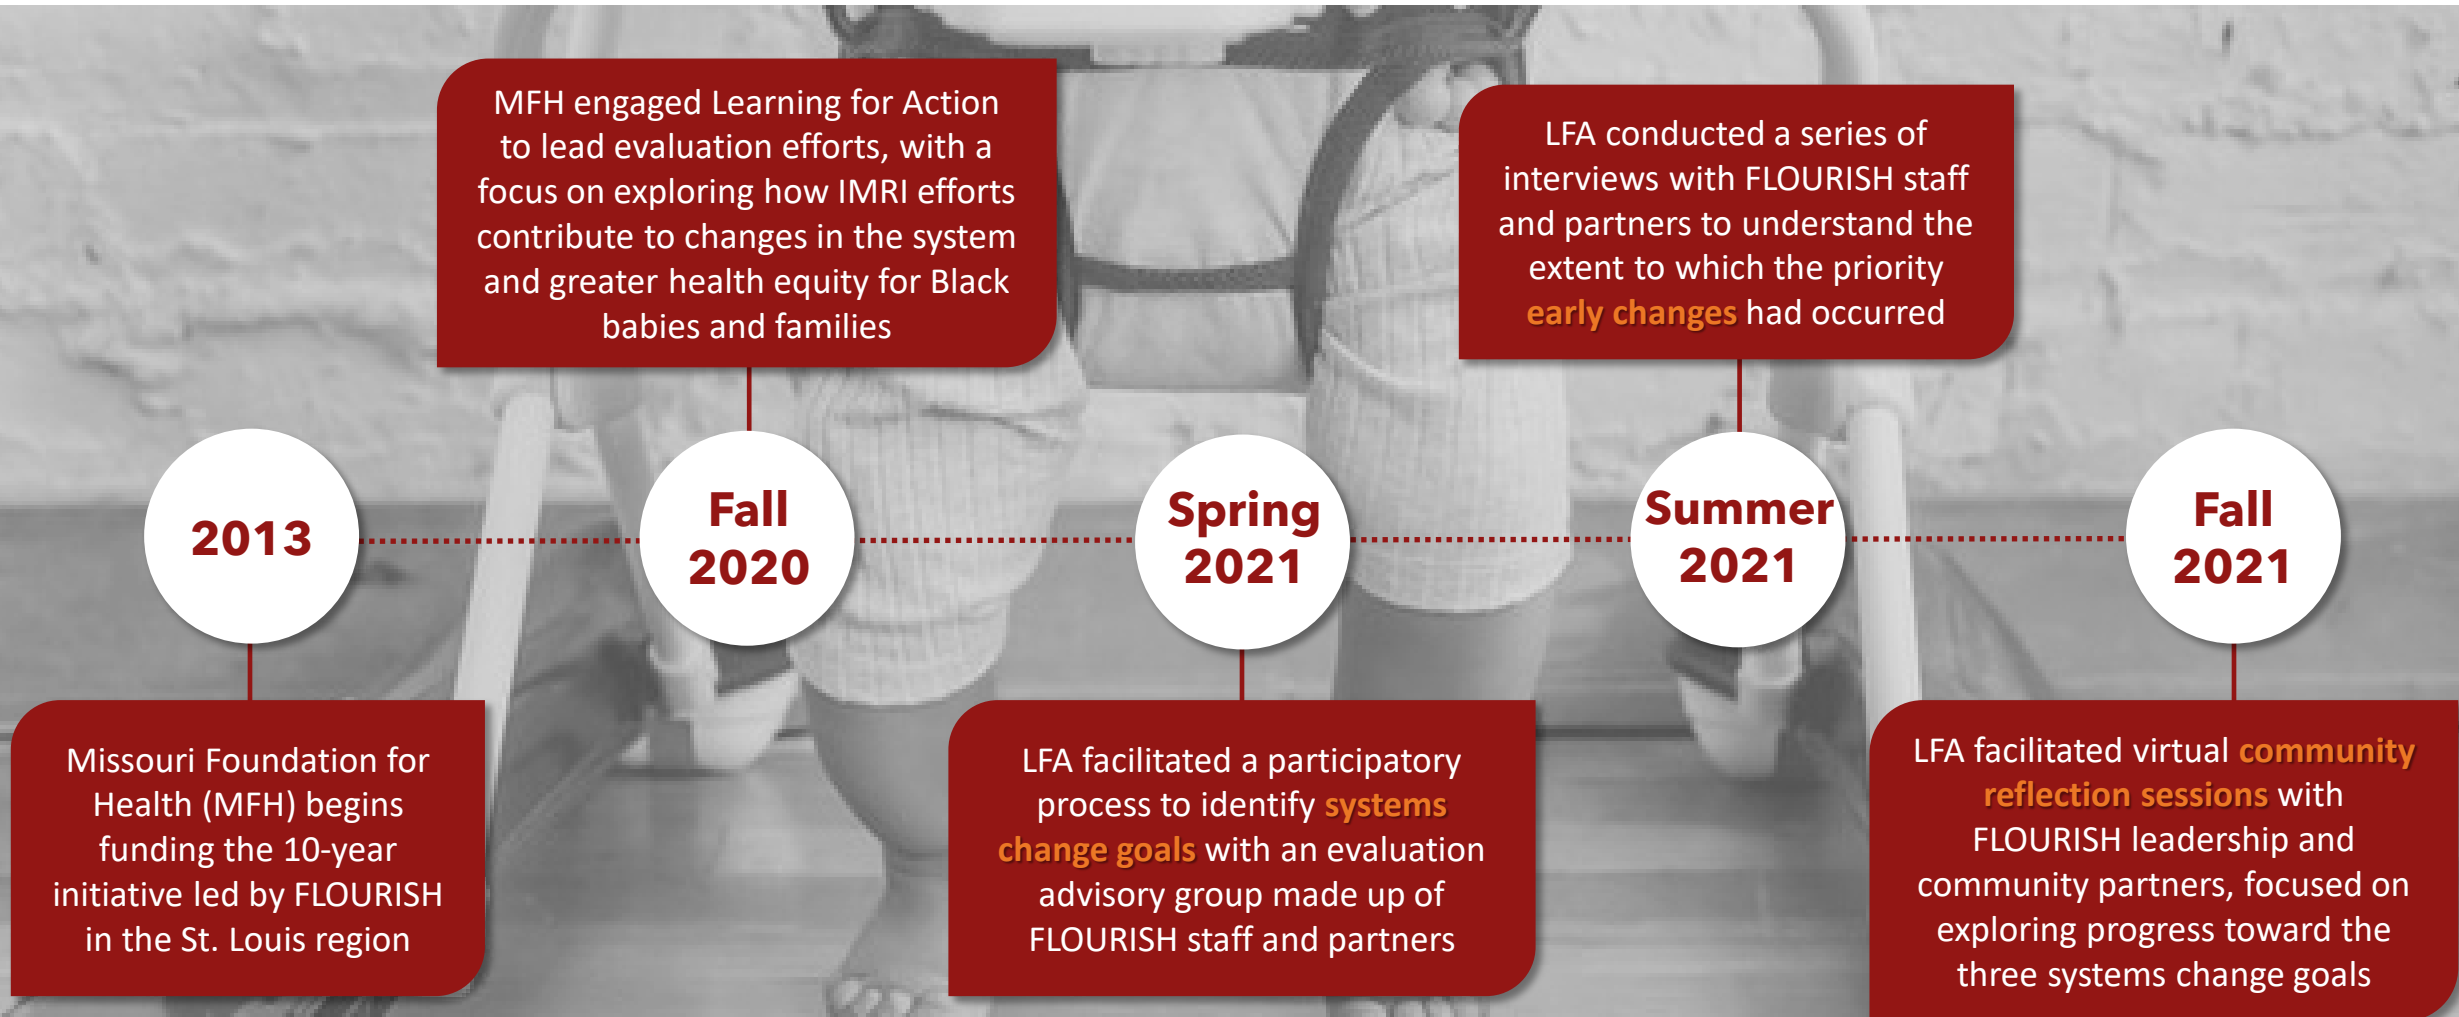 2013
Missouri Foundation for
Health (MFH) begins
funding the 10-year
initiative led by FLOURISH
in the St. Louis region
MFH engaged Learning for Action
to lead evaluation efforts, with a
focus on exploring how IMRI efforts
contribute to changes in the system
and greater health equity for Black
babies and families
Fall
2020
Spring
2021
LFA facilitated a participatory
process to identify systems
change goals with an evaluation
advisory group made up of
FLOURISH staff and partners
LFA conducted a series of
interviews with FLOURISH staff
and partners to understand the
extent to which the priority
early changes had occurred
Summer
2021
Fall
2021
LFA facilitated virtual community
reflection sessions with
FLOURISH leadership and
community partners, focused on
exploring progress toward the
three systems change goals